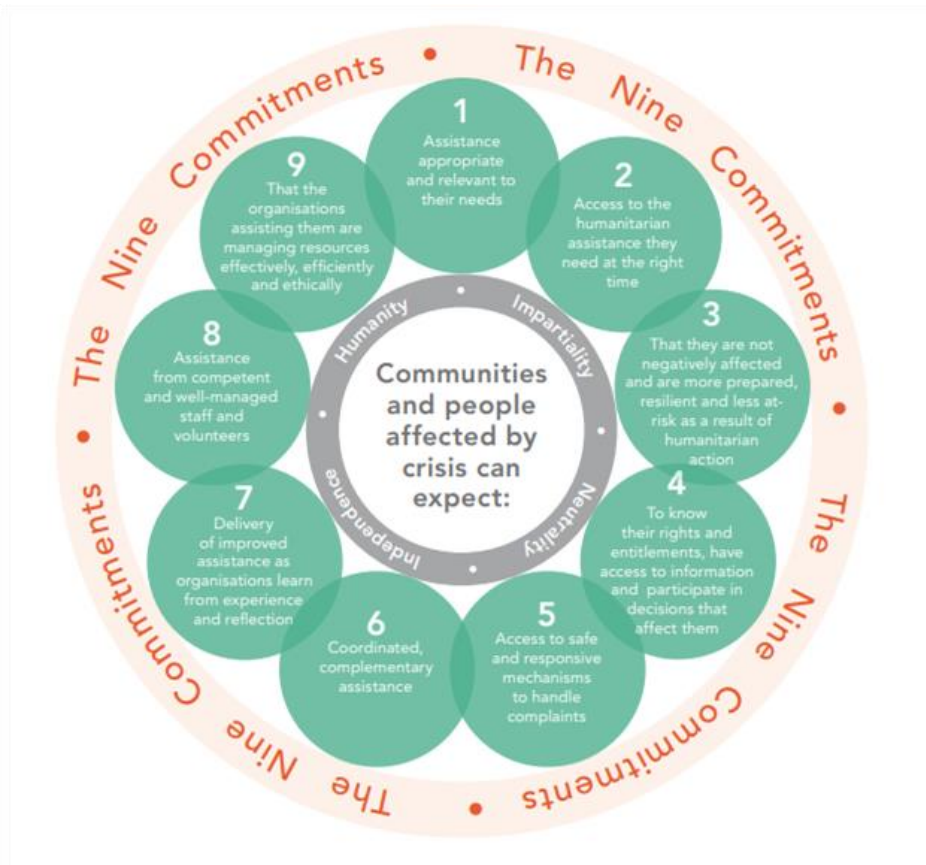 The Nine Commitments • The Nine Commitments • The Nine Commitments • The Nine Commitments •
1
Assistance
appropriate
and relevant to
their needs
2
Access to the
humanitarian
assistance they
need at the right
time
3
That they are not
negatively affected
and are more prepared,
resilient and less at-
risk as a result of
humanitarian
action
4
To know
their rights and
entitlements, have
access to information
and participate in
decisions that
affect them
5
Access to safe
and responsive
mechanisms
to handle
complaints
6
Coordinated,
complementary
assistance
7
Delivery
of improved
assistance as
organisations learn
from experience
and reflection
8
Assistance
from competent
and well-managed
staff and
volunteers
9
That the
organisations
assisting them are
managing resources
effectively, efficiently
and ethically
Humanity • Impartiality • Neutrality • Independence •
Communities
and people
affected by
crisis can
expect: